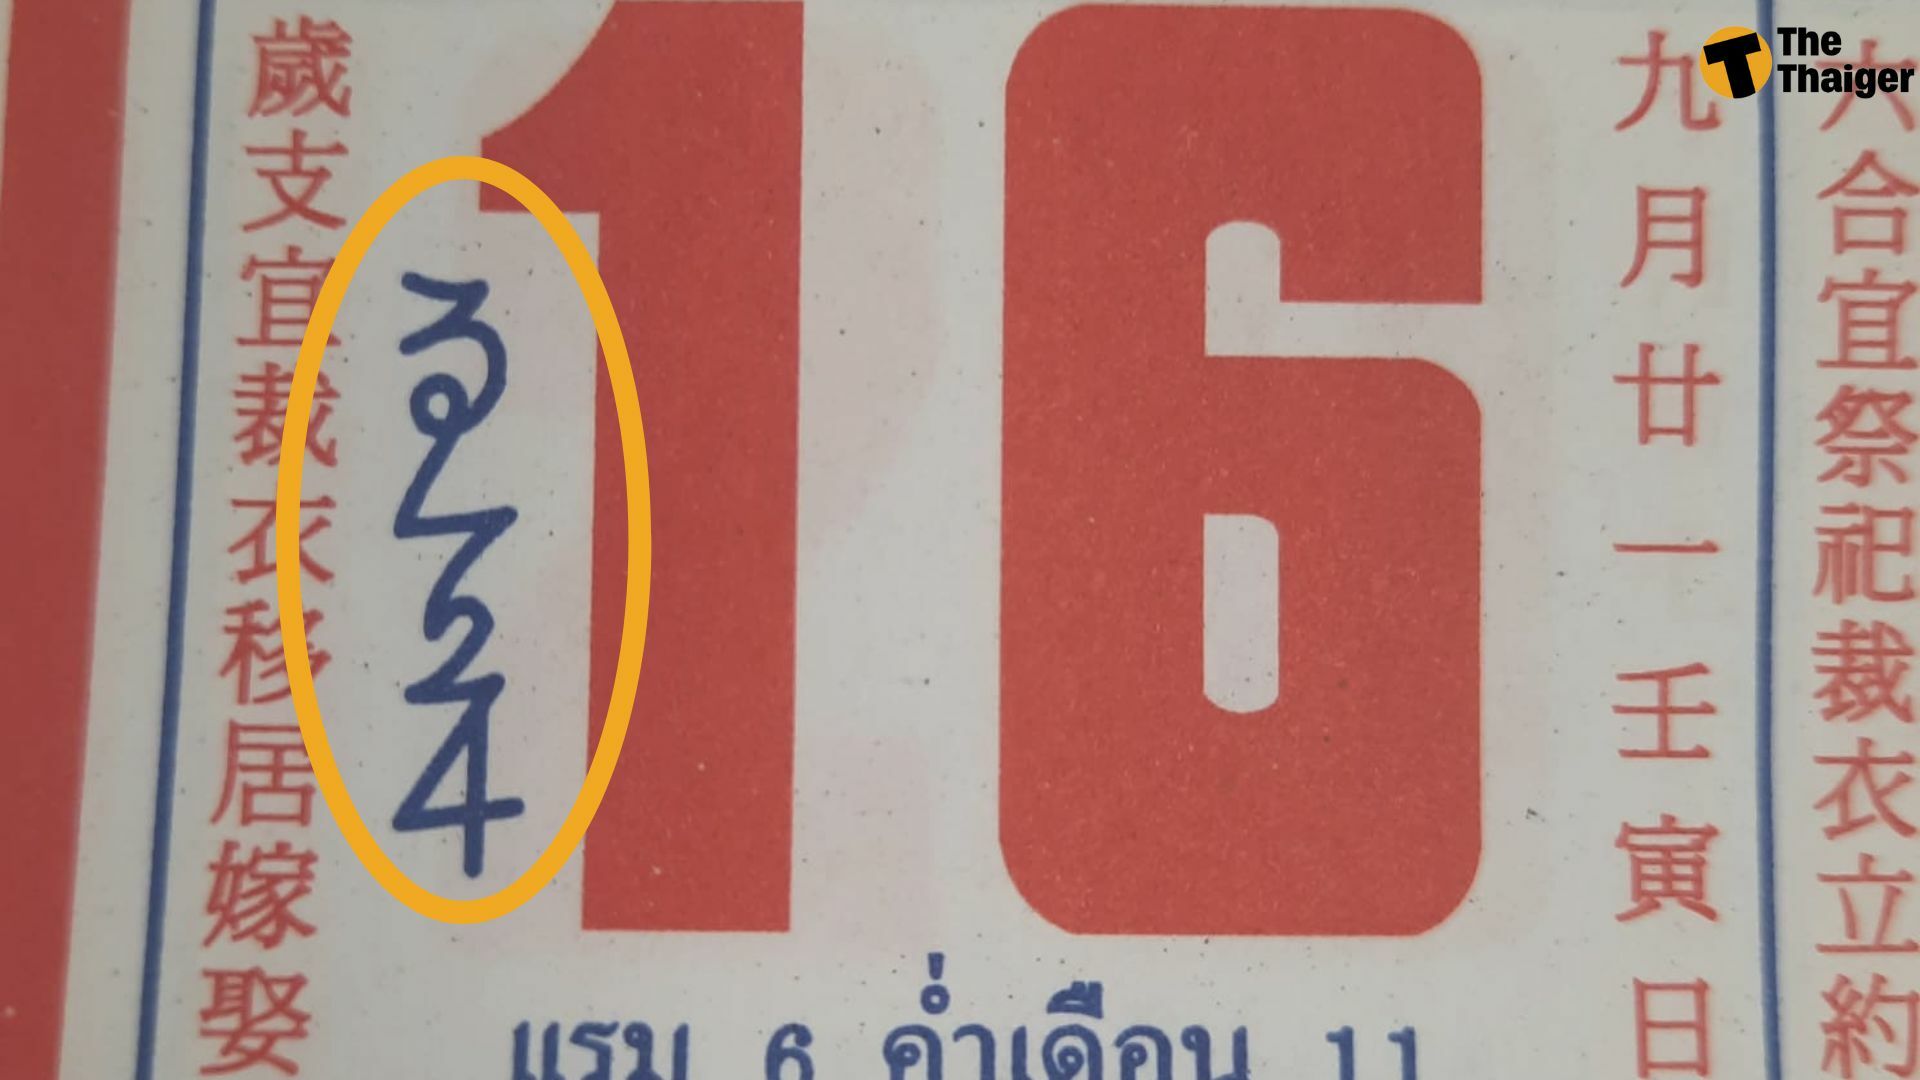 The
Thaiger
16
歲支宜裁衣移居嫁娶
九月廿一壬寅日
六合宜祭祀裁衣立約
แรม 6 ค่ำเดือน 11